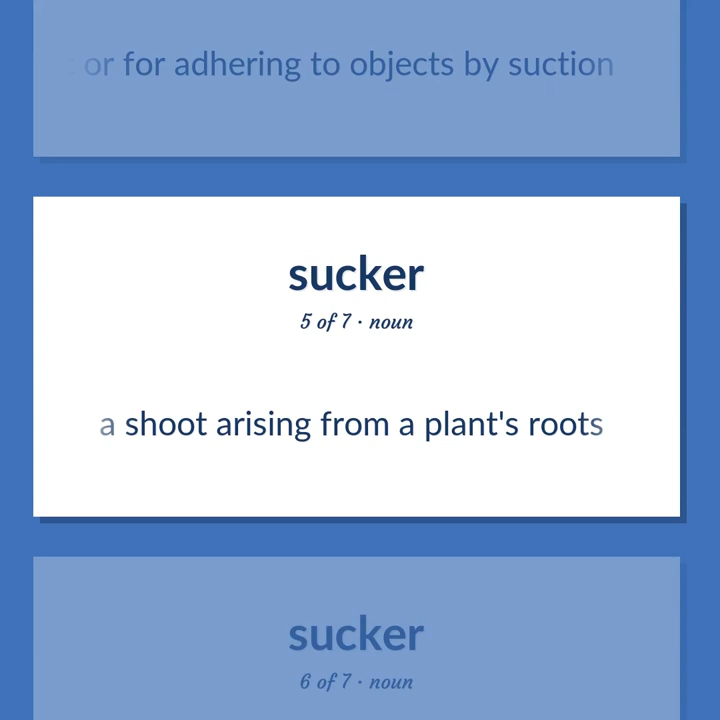 or for adhering to objects by suction
sucker
5 of 7 · noun
a shoot arising from a plant's roots
sucker
6 of 7 · noun